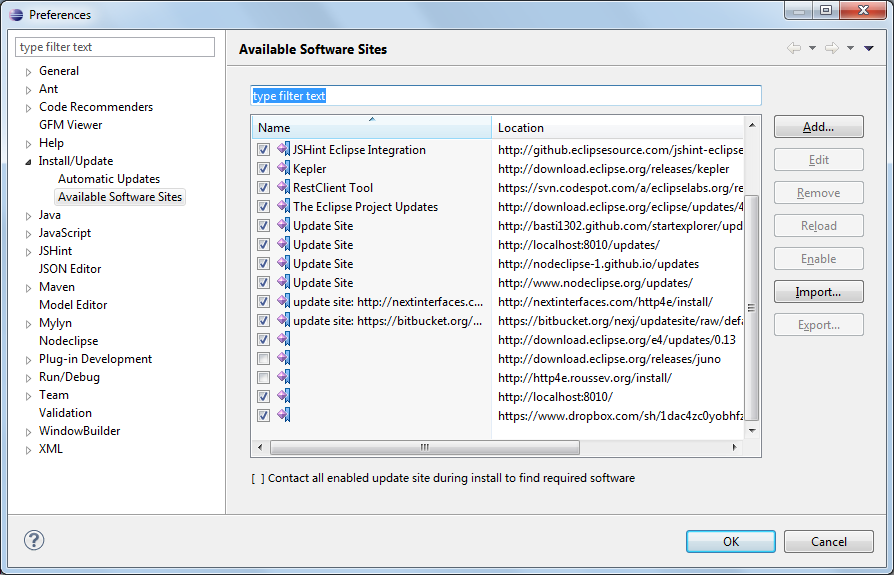 Preferences
type filter text
General
Ant
Code Recommenders
GFM Viewer
Help
Install/Update
Automatic Updates
Available Software Sites
Java
JavaScript
JSHint
JSON Editor
Maven
Model Editor
Mylyn
Nodeclipse
Plug-in Development
Run/Debug
Team
Validation
WindowBuilder
XML
Available Software Sites
type filter text
Name Location
JSHint Eclipse Integration http://github.eclipsesource.com/jshint-eclipse
Kepler http://download.eclipse.org/releases/kepler
RestClient Tool https://svn.codespot.com/a/eclipselabs.org/re
The Eclipse Project Updates http://download.eclipse.org/eclipse/updates/4
Update Site http://basti1302.github.com/startexplorer/upd
Update Site http://localhost:8010/updates/
Update Site http://nodeclipse-1.github.io/updates
Update Site http://www.nodeclipse.org/updates/
update site: http://nextinterfaces.c... http://nextinterfaces.com/http4e/install/
update site: https://bitbucket.org/... https://bitbucket.org/nexj/updatesite/raw/defa
http://download.eclipse.org/e4/updates/0.13
http://download.eclipse.org/releases/juno
http://http4e.roussev.org/install/
http://localhost:8010/
https://www.dropbox.com/sh/1dac4zc0yobhfz
Add...
Edit
Remove
Reload
Enable
Import...
Export...
[ ] Contact all enabled update site during install to find required software
OK
Cancel